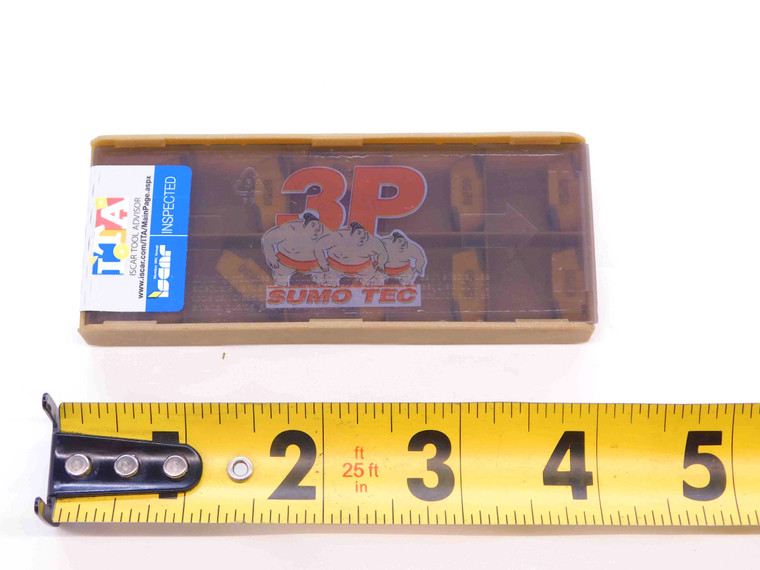 3P
SUMO TEC
ITA
ISCAR TOOL ADVISOR
www.iscar.com/ITA/MainPage.aspx
iscar
INSPECTED
1 2 3 4 5
ft
25 ft
in